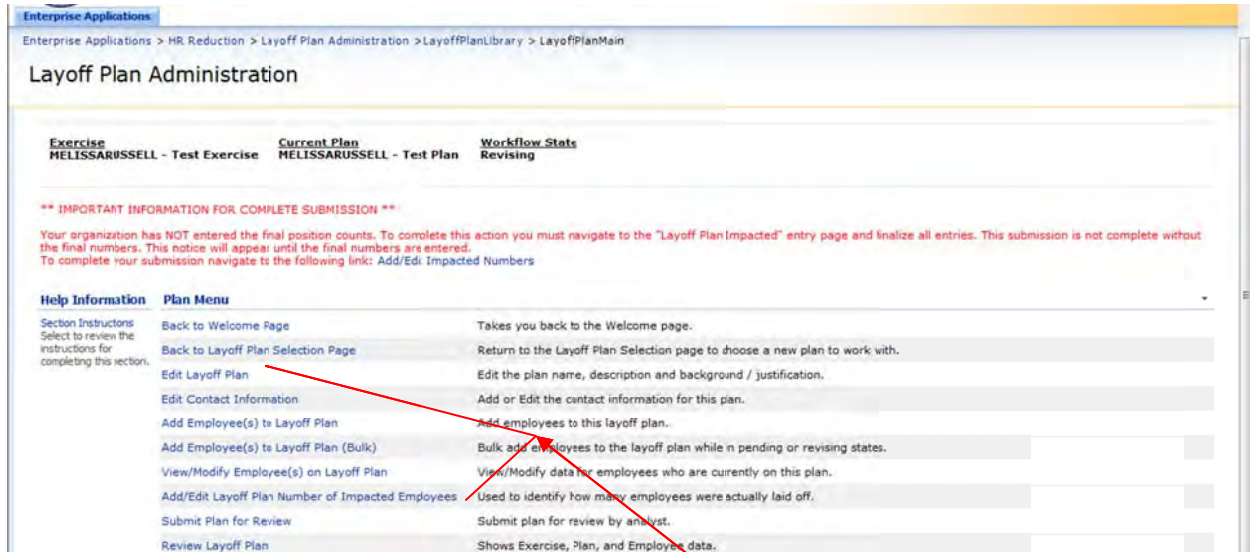 Enterprise Applications
Enterprise Applications > HR Reduction > Layoff Plan Administration >LayoffPlanLibrary > LayoffPlanMain
Layoff Plan Administration
Exercise Current Plan Workflow State
MELISSARUSSELL - Test Exercise MELISSARUSSELL - Test Plan Revising
** IMPORTANT INFORMATION FOR COMPLETE SUBMISSION **
Your organization has NOT entered the final position counts. To complete this action you must navigate to the "Layoff Plan Impacted" entry page and finalize all entries. This submission is not complete without
the final numbers. This notice will appear until the final numbers are entered.
To complete your submission navigate to the following link: Add/Edit Impacted Numbers
Help Information Plan Menu
Section Instructions
Select to review the
instructions for
completing this section.
Back to Welcome Page Takes you back to the Welcome page.
Back to Layoff Plan Selection Page Return to the Layoff Plan Selection page to choose a new plan to work with.
Edit Layoff Plan Edit the plan name, description and background / justification.
Edit Contact Information Add or Edit the contact information for this plan.
Add Employee(s) to Layoff Plan Add employees to this layoff plan.
Add Employee(s) to Layoff Plan (Bulk) Bulk add employees to the layoff plan while in pending or revising states.
View/Modify Employee(s) on Layoff Plan View/Modify data for employees who are currently on this plan.
Add/Edit Layoff Plan Number of Impacted Employees Used to identify how many employees were actually laid off.
Submit Plan for Review Submit plan for review by analyst.
Review Layoff Plan Shows Exercise, Plan, and Employee data.